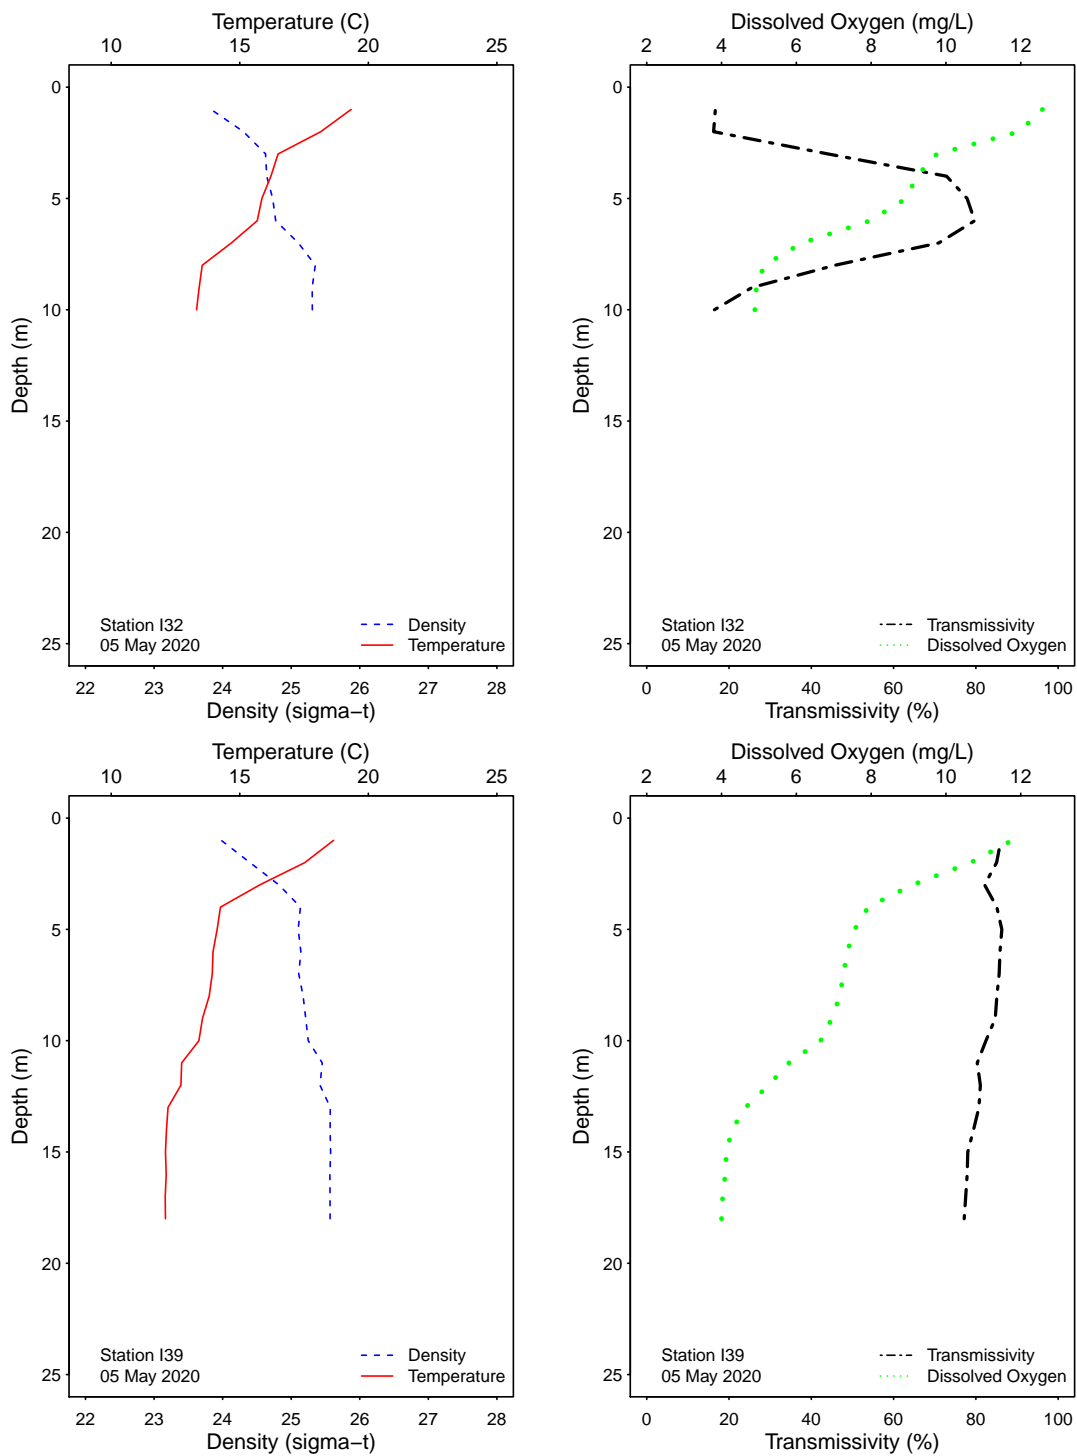 Temperature (C)
10 15 20 25
0
5
10
15
20
25
Depth (m)
Station I32
05 May 2020
Density
Temperature
22 23 24 25 26 27 28
Density (sigma−t)
Dissolved Oxygen (mg/L)
2 4 6 8 10 12
0
5
10
15
20
25
Depth (m)
Station I32
05 May 2020
Transmissivity
Dissolved Oxygen
0 20 40 60 80 100
Transmissivity (%)
Temperature (C)
10 15 20 25
0
5
10
15
20
25
Depth (m)
Station I39
05 May 2020
Density
Temperature
22 23 24 25 26 27 28
Density (sigma−t)
Dissolved Oxygen (mg/L)
2 4 6 8 10 12
0
5
10
15
20
25
Depth (m)
Station I39
05 May 2020
Transmissivity
Dissolved Oxygen
0 20 40 60 80 100
Transmissivity (%)